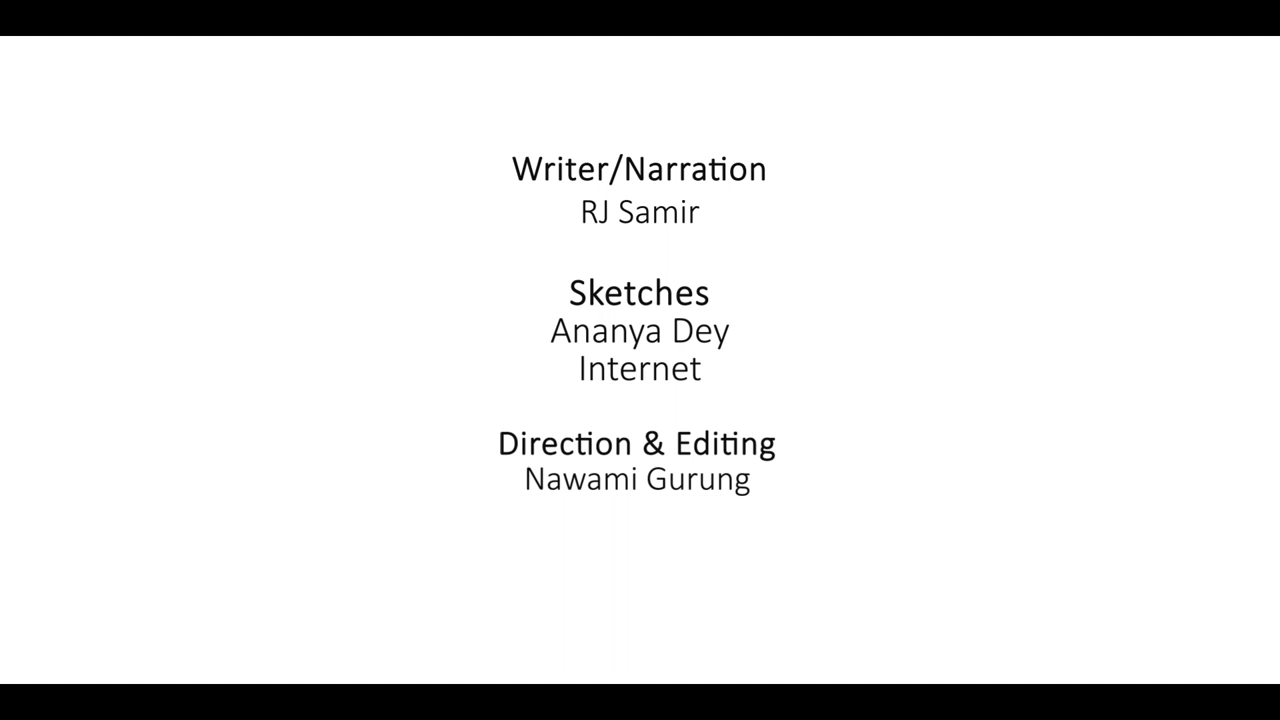 Writer/Narration
RJ Samir
Sketches
Ananya Dey
Internet
Direction & Editing
Nawami Gurung